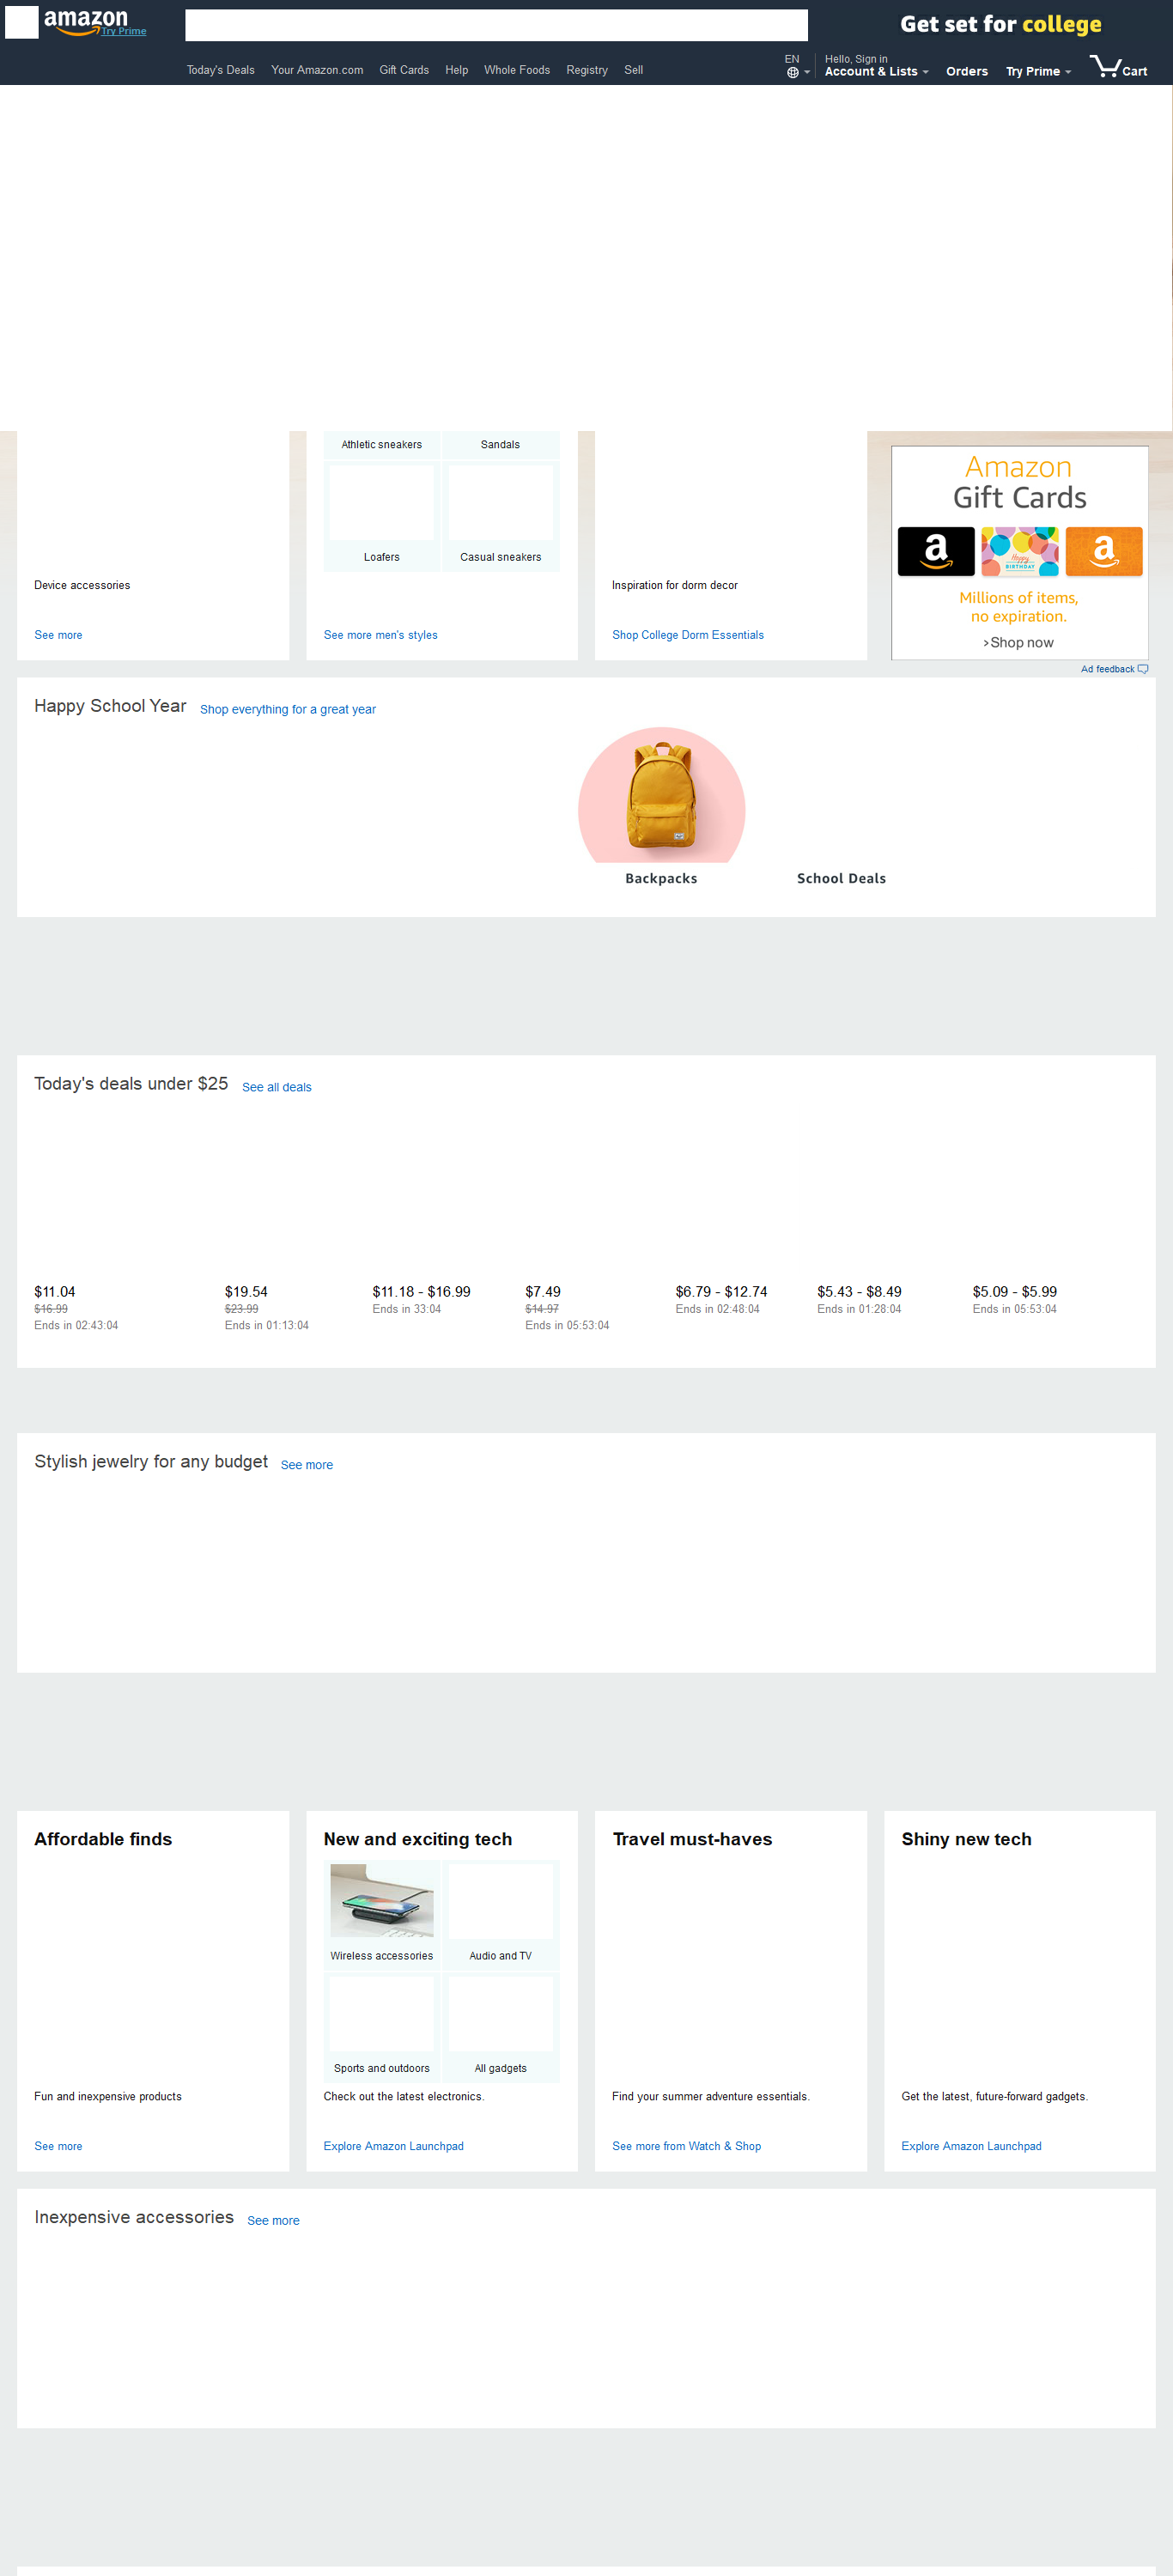 amazon
Try Prime
Get set for college
Today's Deals
Your Amazon.com
Gift Cards
Help
Whole Foods
Registry
Sell
EN
Hello, Sign in
Account & Lists
Orders
Try Prime
Cart
Athletic sneakers
Sandals
Loafers
Casual sneakers
Device accessories
See more
See more men's styles
Inspiration for dorm decor
Shop College Dorm Essentials
Amazon
Gift Cards
a
Happy
BIRTHDAY
a
Millions of items,
no expiration.
>Shop now
Ad feedback
Happy School Year
Shop everything for a great year
Backpacks
School Deals
Today's deals under $25
See all deals
$11.04
$16.99
Ends in 02:43:04
$19.54
$23.99
Ends in 01:13:04
$11.18 - $16.99
Ends in 33:04
$7.49
$14.97
Ends in 05:53:04
$6.79 - $12.74
Ends in 02:48:04
$5.43 - $8.49
Ends in 01:28:04
$5.09 - $5.99
Ends in 05:53:04
Stylish jewelry for any budget
See more
Affordable finds
Fun and inexpensive products
See more
New and exciting tech
Wireless accessories
Audio and TV
Sports and outdoors
All gadgets
Check out the latest electronics.
Explore Amazon Launchpad
Travel must-haves
Find your summer adventure essentials.
See more from Watch & Shop
Shiny new tech
Get the latest, future-forward gadgets.
Explore Amazon Launchpad
Inexpensive accessories
See more